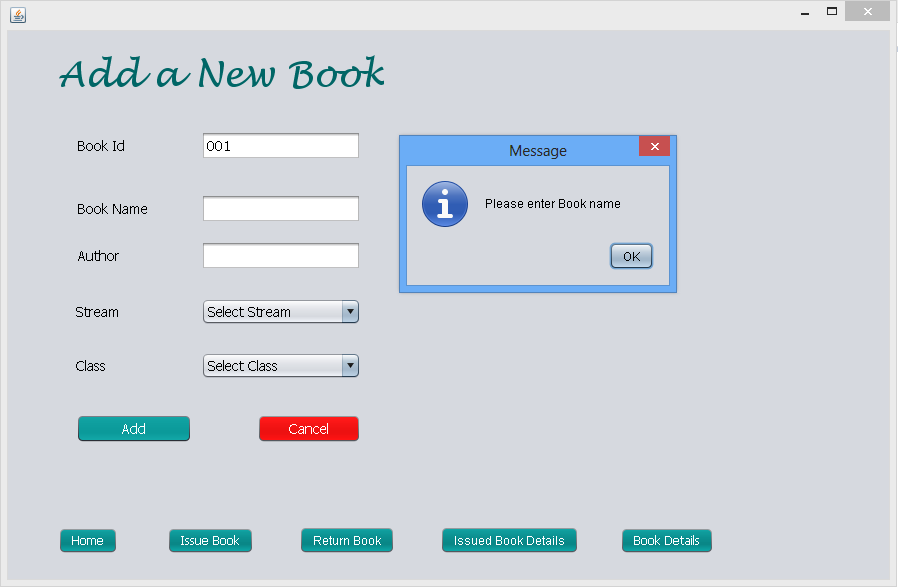 Add a New Book
Book Id 001
Message
Please enter Book name
OK
Book Name
Author
Stream Select Stream
Class Select Class
Add Cancel
Home Issue Book Return Book Issued Book Details Book Details